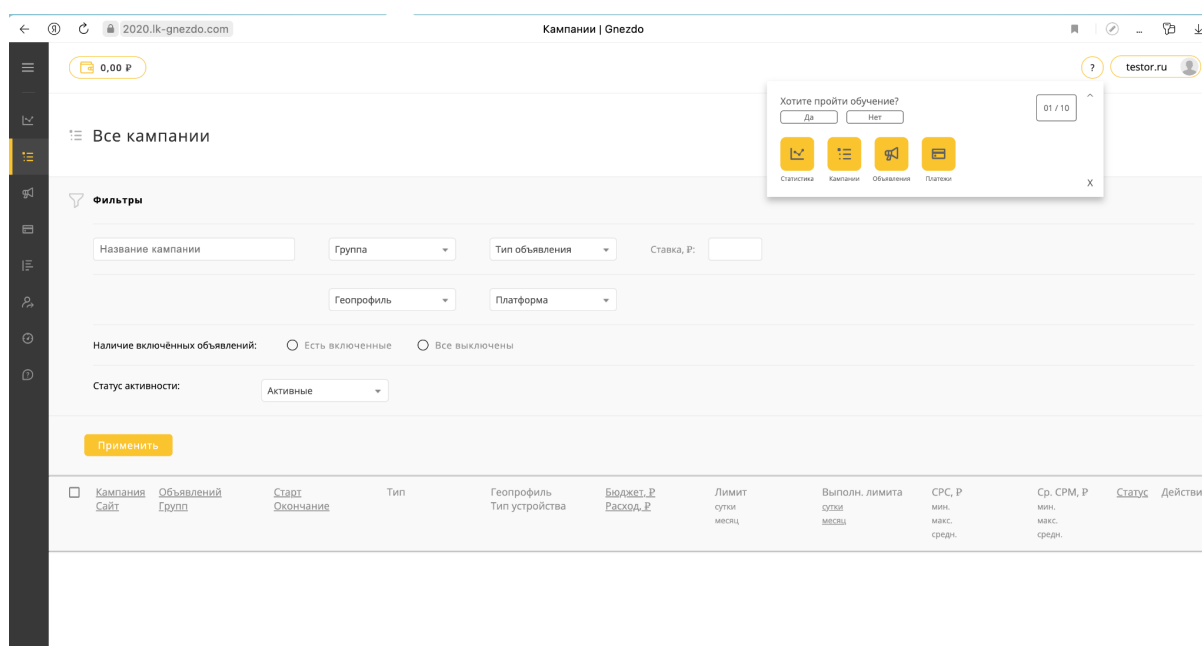 2020.lk-gnezdo.com Кампании | Gnezdo
0,00 ₽ ? testor.ru
Хотите пройти обучение? 01 / 10
Да Нет
Статистика Кампании Объявления Платежи
X
Все кампании
Фильтры
Название кампании Группа Тип объявления Ставка, ₽:
Геопрофиль Платформа
Наличие включённых объявлений: Есть включенные Все выключены
Статус активности: Активные
Применить
Кампания Объявлений Старт Тип Геопрофиль Бюджет, ₽ Лимит Выполн. лимита CPC, ₽ Ср. CPM, ₽ Статус Действи
Сайт Групп Окончание Тип устройства Расход, ₽ сутки сутки мин. мин.
месяц месяц макс. макс.
средн. средн.